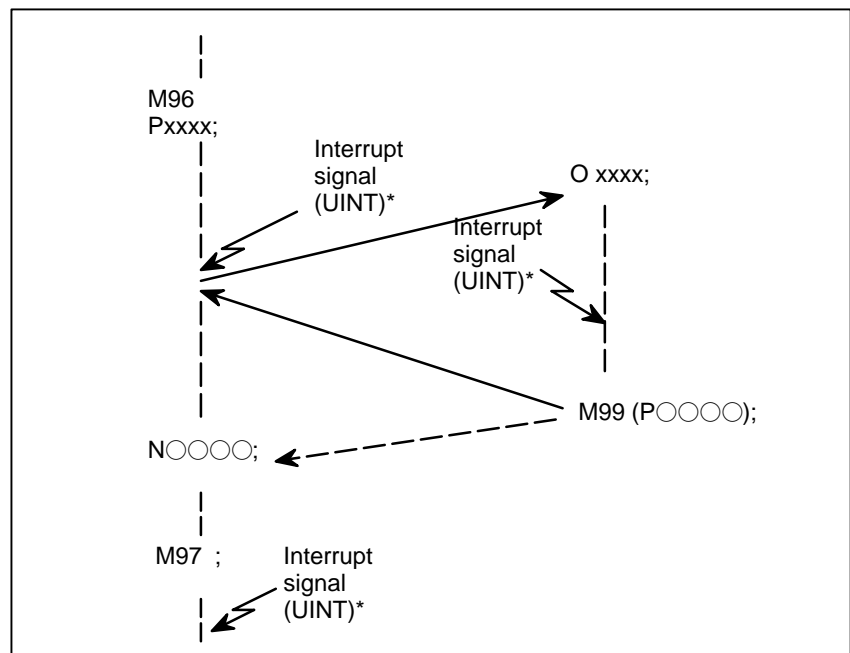 M96
Pxxxx;
Interrupt
signal
(UINT)*
O xxxx;
Interrupt
signal
(UINT)*
M99 (P○○○○);
N○○○○;
M97 ;
Interrupt
signal
(UINT)*